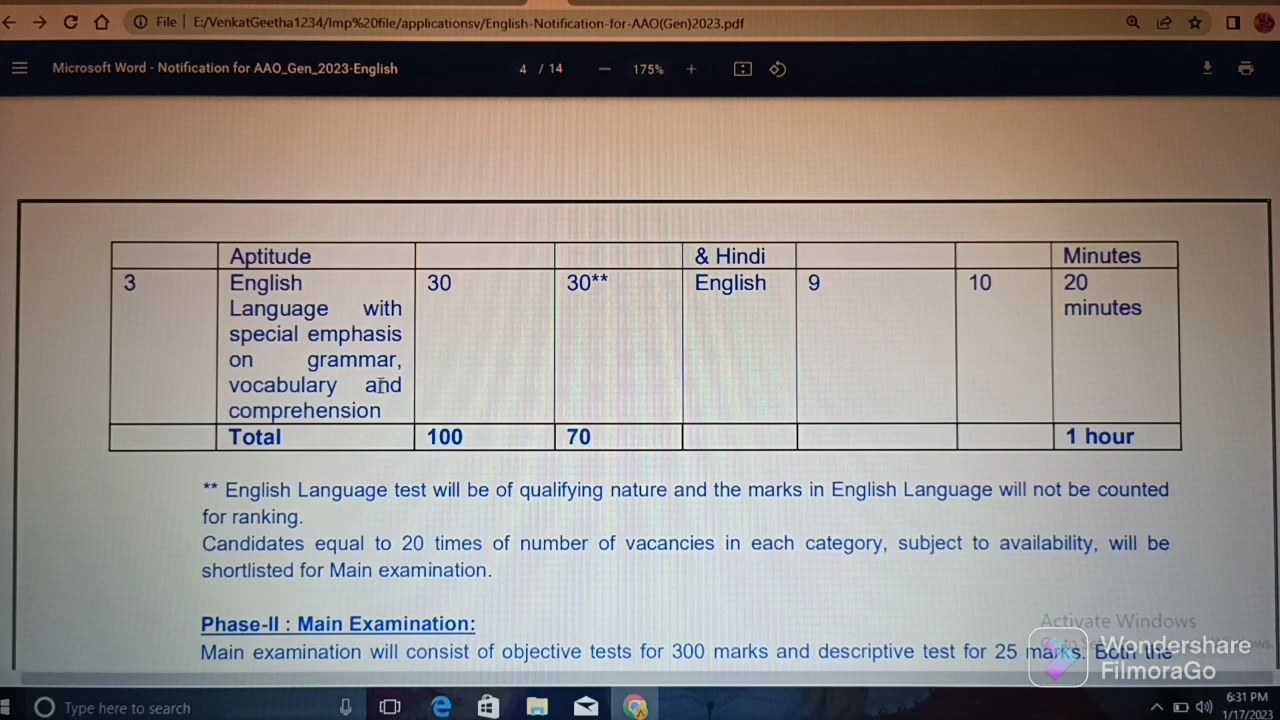 File E:/VenkatGeetha1234/Imp%20file/applicationsv/English-Notification-for-AAO(Gen)2023.pdf
Microsoft Word - Notification for AAO_Gen_2023-English 4 / 14 175%
Aptitude & Hindi Minutes
3 English 30 30** English 9 10 20
Language with minutes
special emphasis
on grammar,
vocabulary and
comprehension
Total 100 70 1 hour
** English Language test will be of qualifying nature and the marks in English Language will not be counted
for ranking.
Candidates equal to 20 times of number of vacancies in each category, subject to availability, will be
shortlisted for Main examination.
Phase-II : Main Examination:
Activate Windows
Main examination will consist of objective tests for 300 marks and descriptive test for 25 marks. Both the
Wondershare
FilmoraGo
Type here to search
6:31 PM
1/17/2023